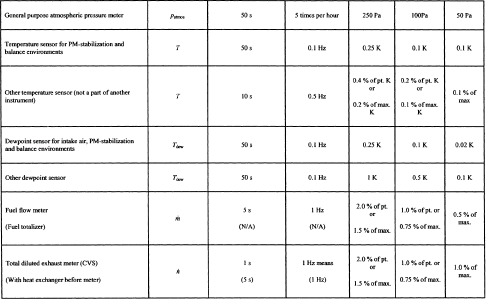 General purpose atmospheric pressure meter Patmos 50 s 5 times per hour 250 Pa 100Pa 50 Pa
Temperature sensor for PM-stabilization and
balance environments T 50 s 0.1 Hz 0.25 K 0.1 K 0.1 K
Other temperature sensor (not a part of another
instrument) T 10 s 0.5 Hz
0.4 % of pt. K
or
0.2 % of max.
K
0.2 % of pt. K
or
0.1 % of max.
K
0.1 % of
max
Dewpoint sensor for intake air, PM-stabilization
and balance environments Tdew 50 s 0.1 Hz 0.25 K 0.1 K 0.02 K
Other dewpoint sensor Tdew 50 s 0.1 Hz 1 K 0.5 K 0.1 K
Fuel flow meter
(Fuel totalizer)
ṁ
5 s
(N/A)
1 Hz
(N/A)
2.0 % of pt.
or
1.5 % of max.
1.0 % of pt. or
0.75 % of max.
0.5 % of
max.
Total diluted exhaust meter (CVS)
(With heat exchanger before meter)
ṅ
1 s
(5 s)
1 Hz means
(1 Hz)
2.0 % of pt.
or
1.5 % of max.
1.0 % of pt. or
0.75 % of max.
1.0 % of
max.